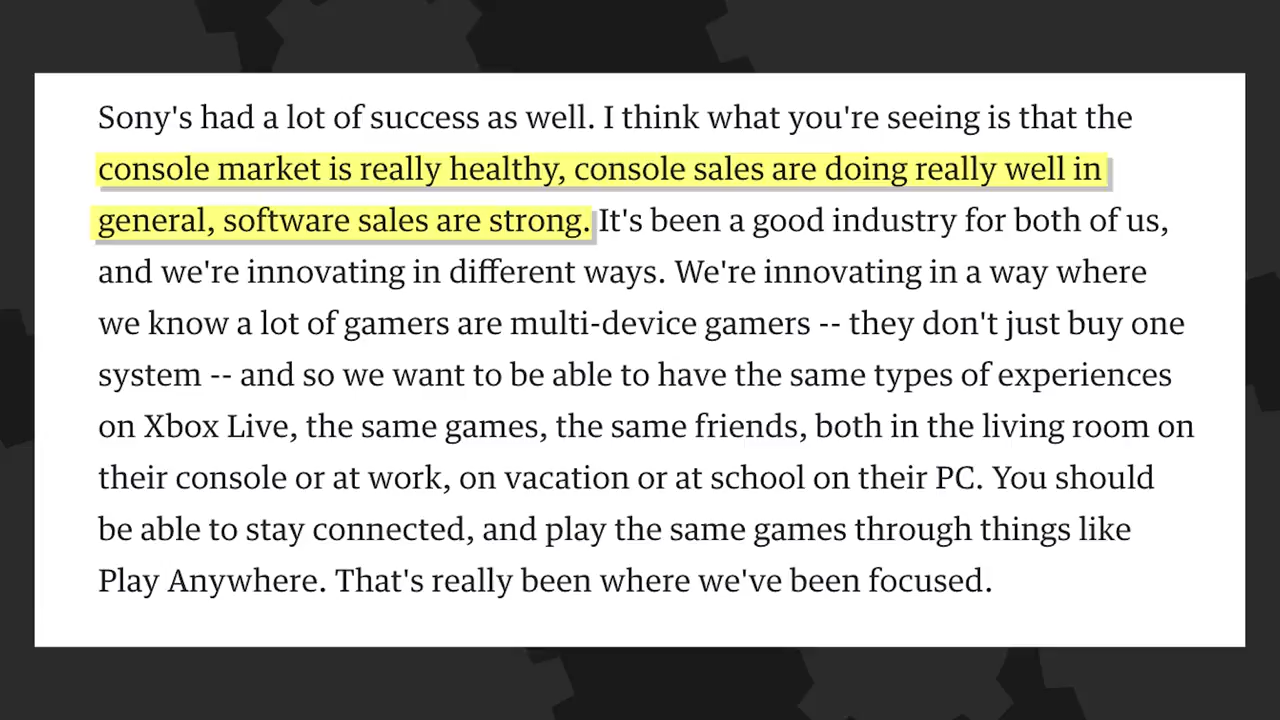 Sony's had a lot of success as well. I think what you're seeing is that the
console market is really healthy, console sales are doing really well in
general, software sales are strong. It's been a good industry for both of us,
and we're innovating in different ways. We're innovating in a way where
we know a lot of gamers are multi-device gamers -- they don't just buy one
system -- and so we want to be able to have the same types of experiences
on Xbox Live, the same games, the same friends, both in the living room on
their console or at work, on vacation or at school on their PC. You should
be able to stay connected, and play the same games through things like
Play Anywhere. That's really been where we've been focused.